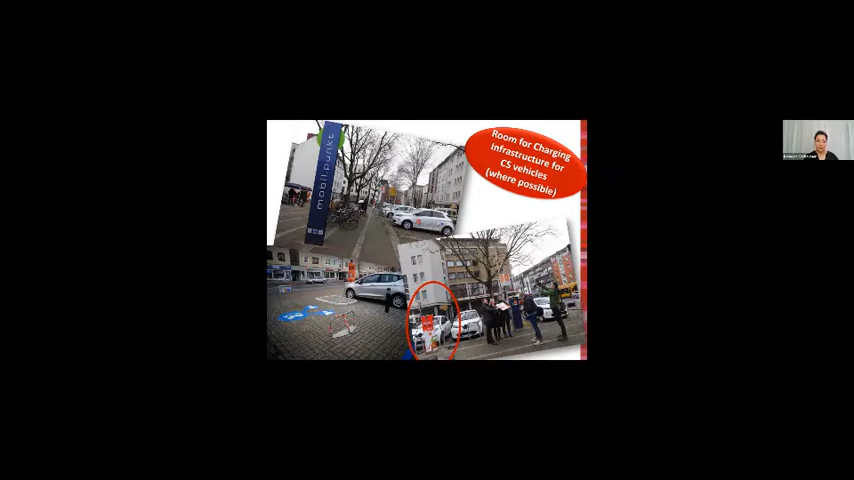 Room for Charging
Infrastructure for
CS vehicles
(where possible)
mobil.punkt